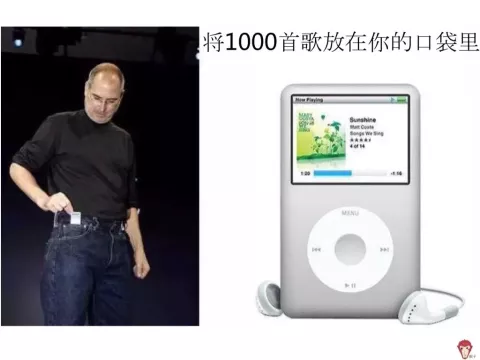 将1000首歌放在你的口袋里
Now Playing
Sunshine
Matt Costa
Songs We Sing
4 of 14
1:20
-1:16
MENU